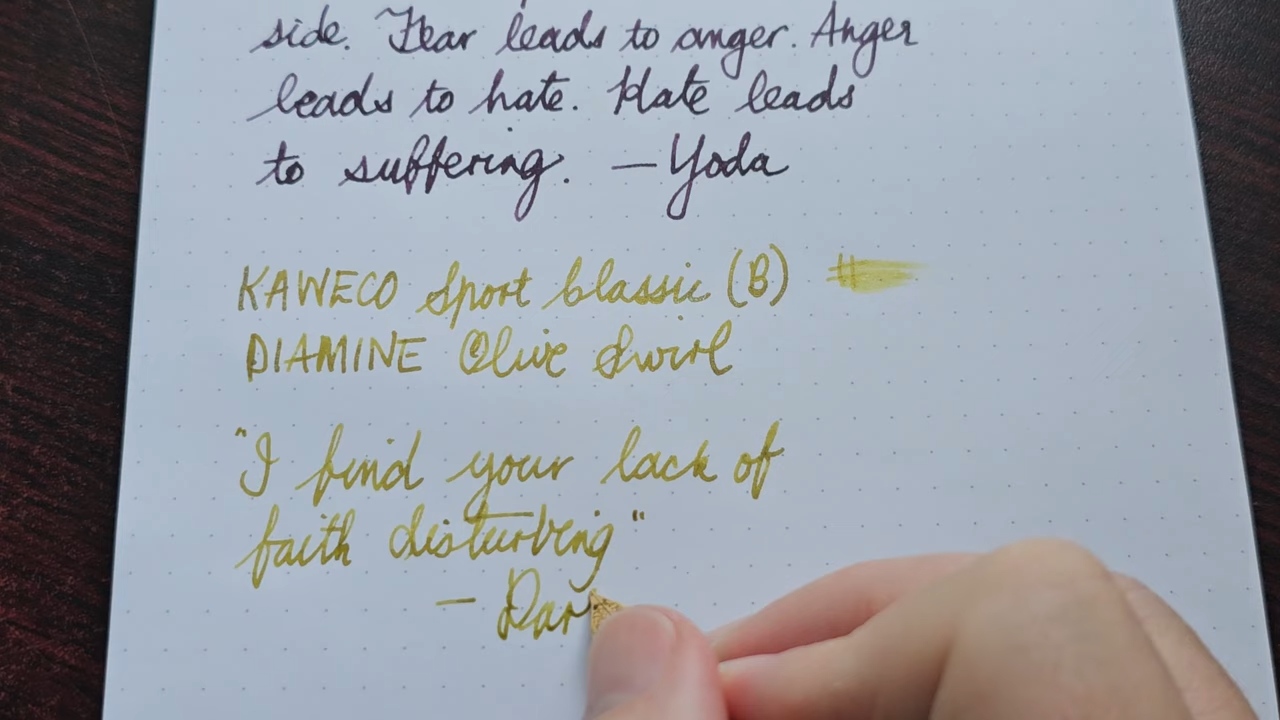 side. Fear leads to anger. Anger
leads to hate. Hate leads
to suffering. — Yoda
KAWECO Sport Classic (B)
DIAMINE Olive Swirl
"I find your lack of
faith disturbing"
— Dar